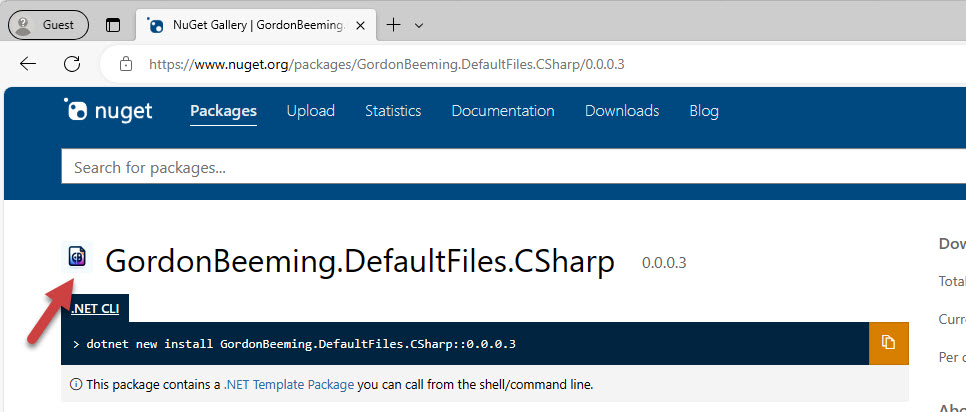 Guest
NuGet Gallery | GordonBeeming.
https://www.nuget.org/packages/GordonBeeming.DefaultFiles.CSharp/0.0.0.3
nuget Packages Upload Statistics Documentation Downloads Blog
Search for packages...
GordonBeeming.DefaultFiles.CSharp 0.0.0.3
.NET CLI
> dotnet new install GordonBeeming.DefaultFiles.CSharp::0.0.0.3
This package contains a .NET Template Package you can call from the shell/command line.
Dow
Tota
Curr
Per